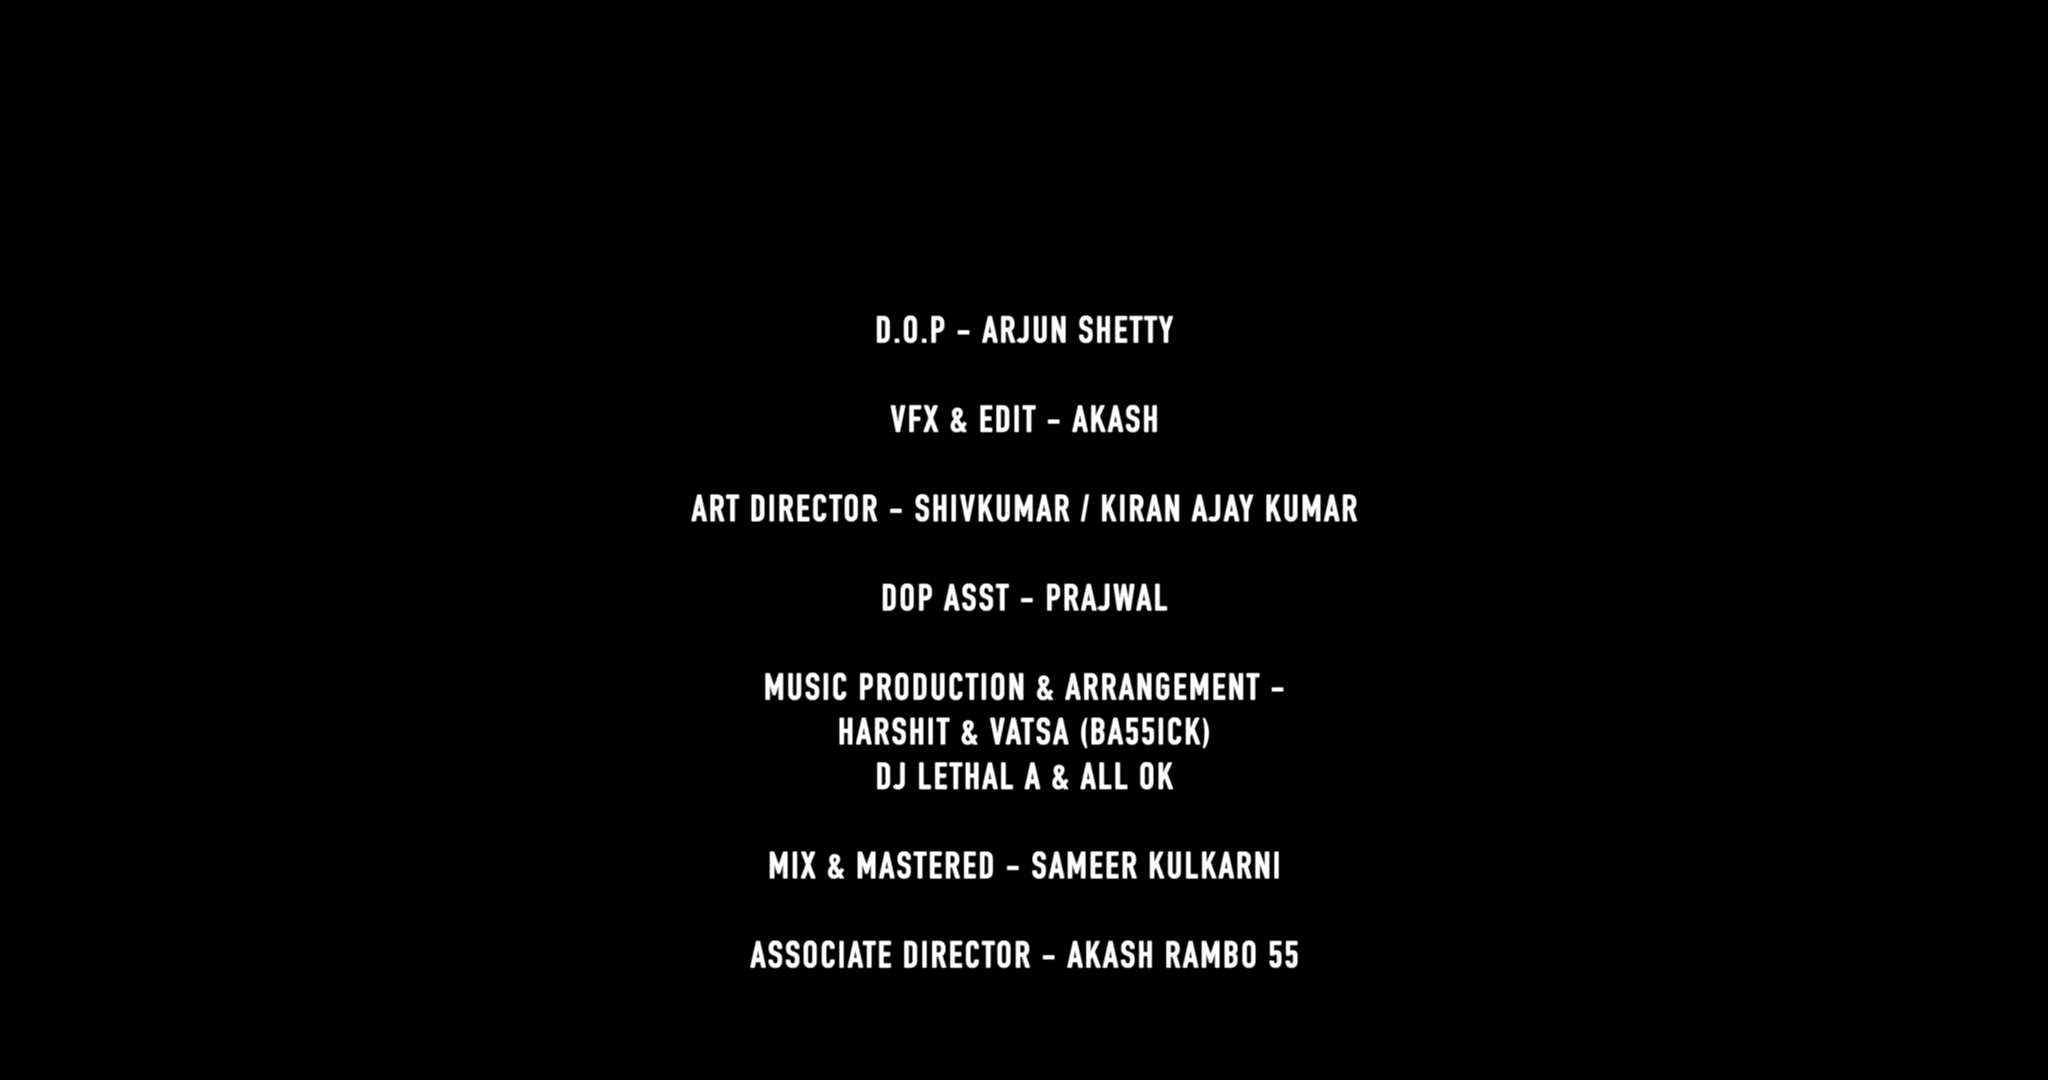 D.O.P - ARJUN SHETTY
VFX & EDIT - AKASH
ART DIRECTOR - SHIVKUMAR / KIRAN AJAY KUMAR
DOP ASST - PRAJWAL
MUSIC PRODUCTION & ARRANGEMENT -
HARSHIT & VATSA (BA55ICK)
DJ LETHAL A & ALL OK
MIX & MASTERED - SAMEER KULKARNI
ASSOCIATE DIRECTOR - AKASH RAMBO 55